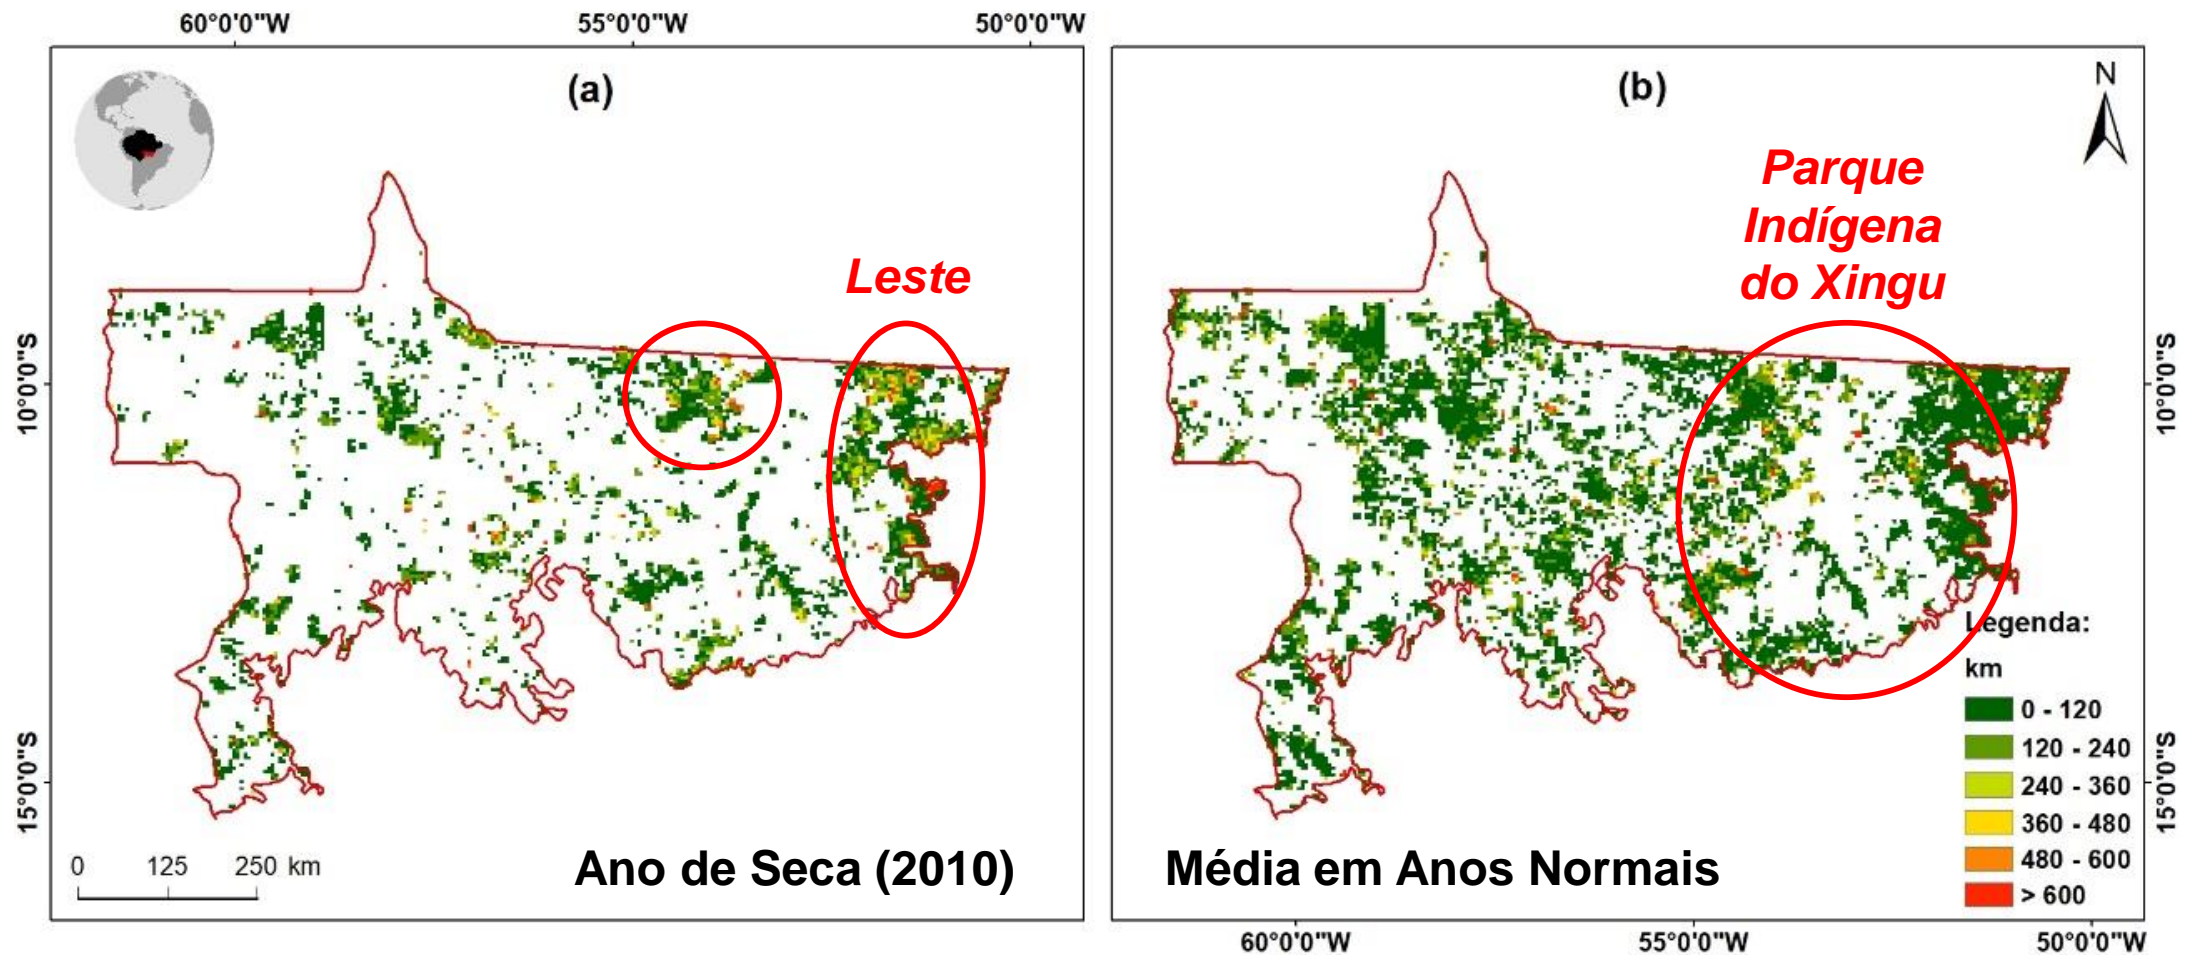 60°0'0"W
55°0'0"W
50°0'0"W
(a)
(b)
N
Parque
Indígena
do Xingu
Leste
10°0'0"S
10°0'0"S
15°0'0"S
15°0'0"S
Legenda:
km
0 - 120
120 - 240
240 - 360
360 - 480
480 - 600
> 600
0 125 250 km
Ano de Seca (2010)
Média em Anos Normais
60°0'0"W
55°0'0"W
50°0'0"W